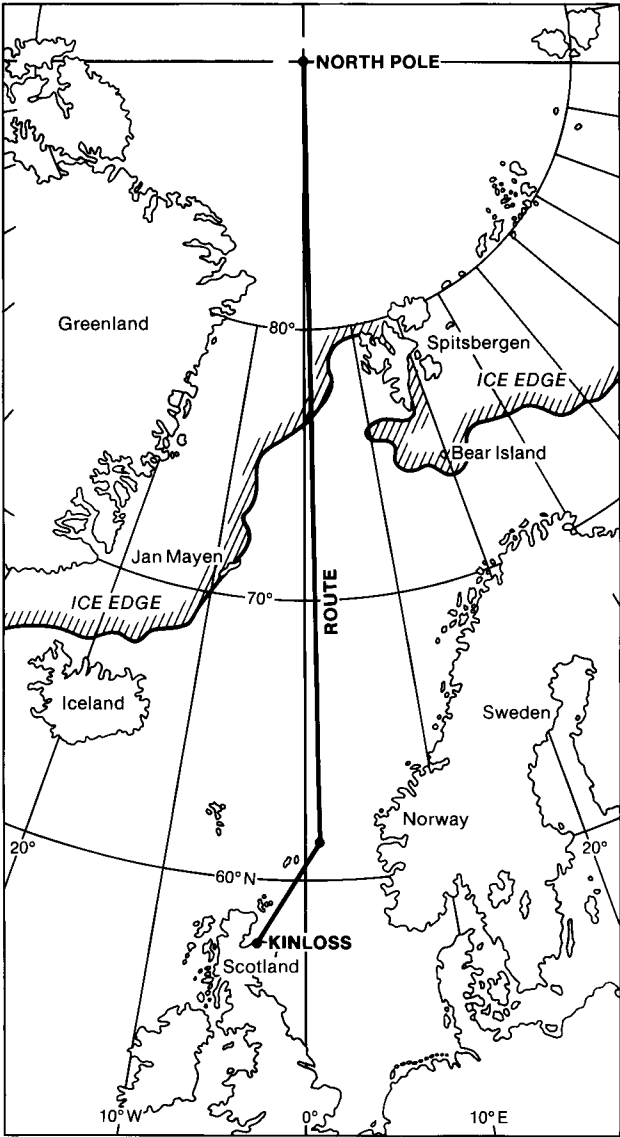 NORTH POLE
Greenland
80°
Spitsbergen
ICE EDGE
Bear Island
Jan Mayen
70°
ROUTE
ICE EDGE
Iceland
Sweden
Norway
20°
20°
60° N
KINLOSS
Scotland
10°W
0°
10°E